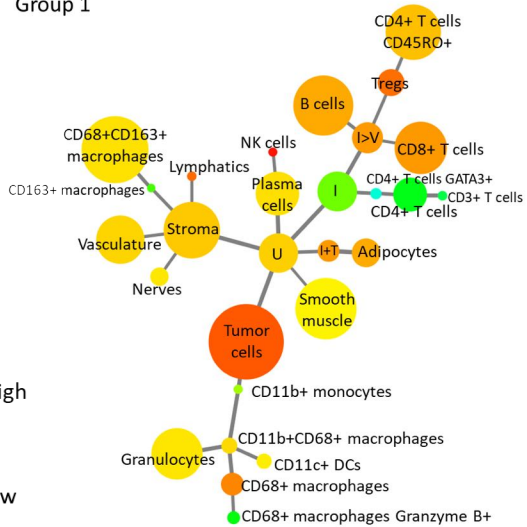 Group 1
CD4+ T cells
CD45RO+
Tregs
B cells
I>V
CD8+ T cells
CD68+CD163+
macrophages
NK cells
Lymphatics
CD163+ macrophages
Plasma
cells
I
CD4+ T cells GATA3+
CD3+ T cells
CD4+ T cells
Stroma
Vasculature
U
I+T
Adipocytes
Nerves
Smooth
muscle
Tumor
cells
igh
CD11b+ monocytes
CD11b+CD68+ macrophages
Granulocytes
CD11c+ DCs
CD68+ macrophages
w
CD68+ macrophages Granzyme B+